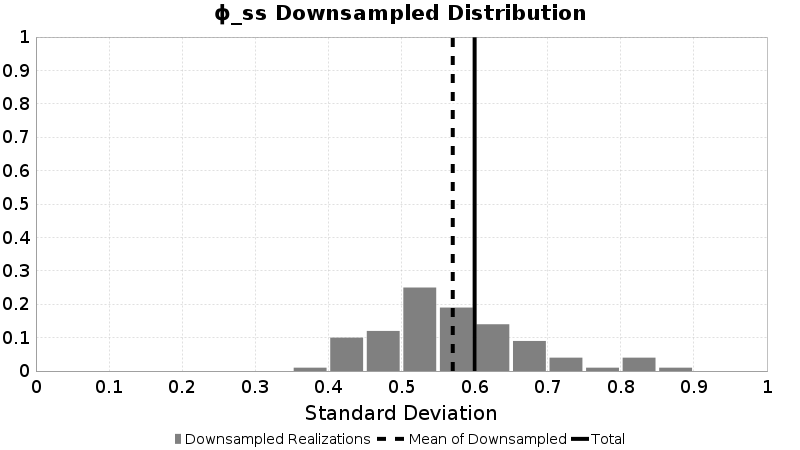 ϕ_ss Downsampled Distribution
1
0.9
0.8
0.7
0.6
0.5
0.4
0.3
0.2
0.1
0
0 0.1 0.2 0.3 0.4 0.5 0.6 0.7 0.8 0.9 1
Standard Deviation
Downsampled Realizations Mean of Downsampled Total